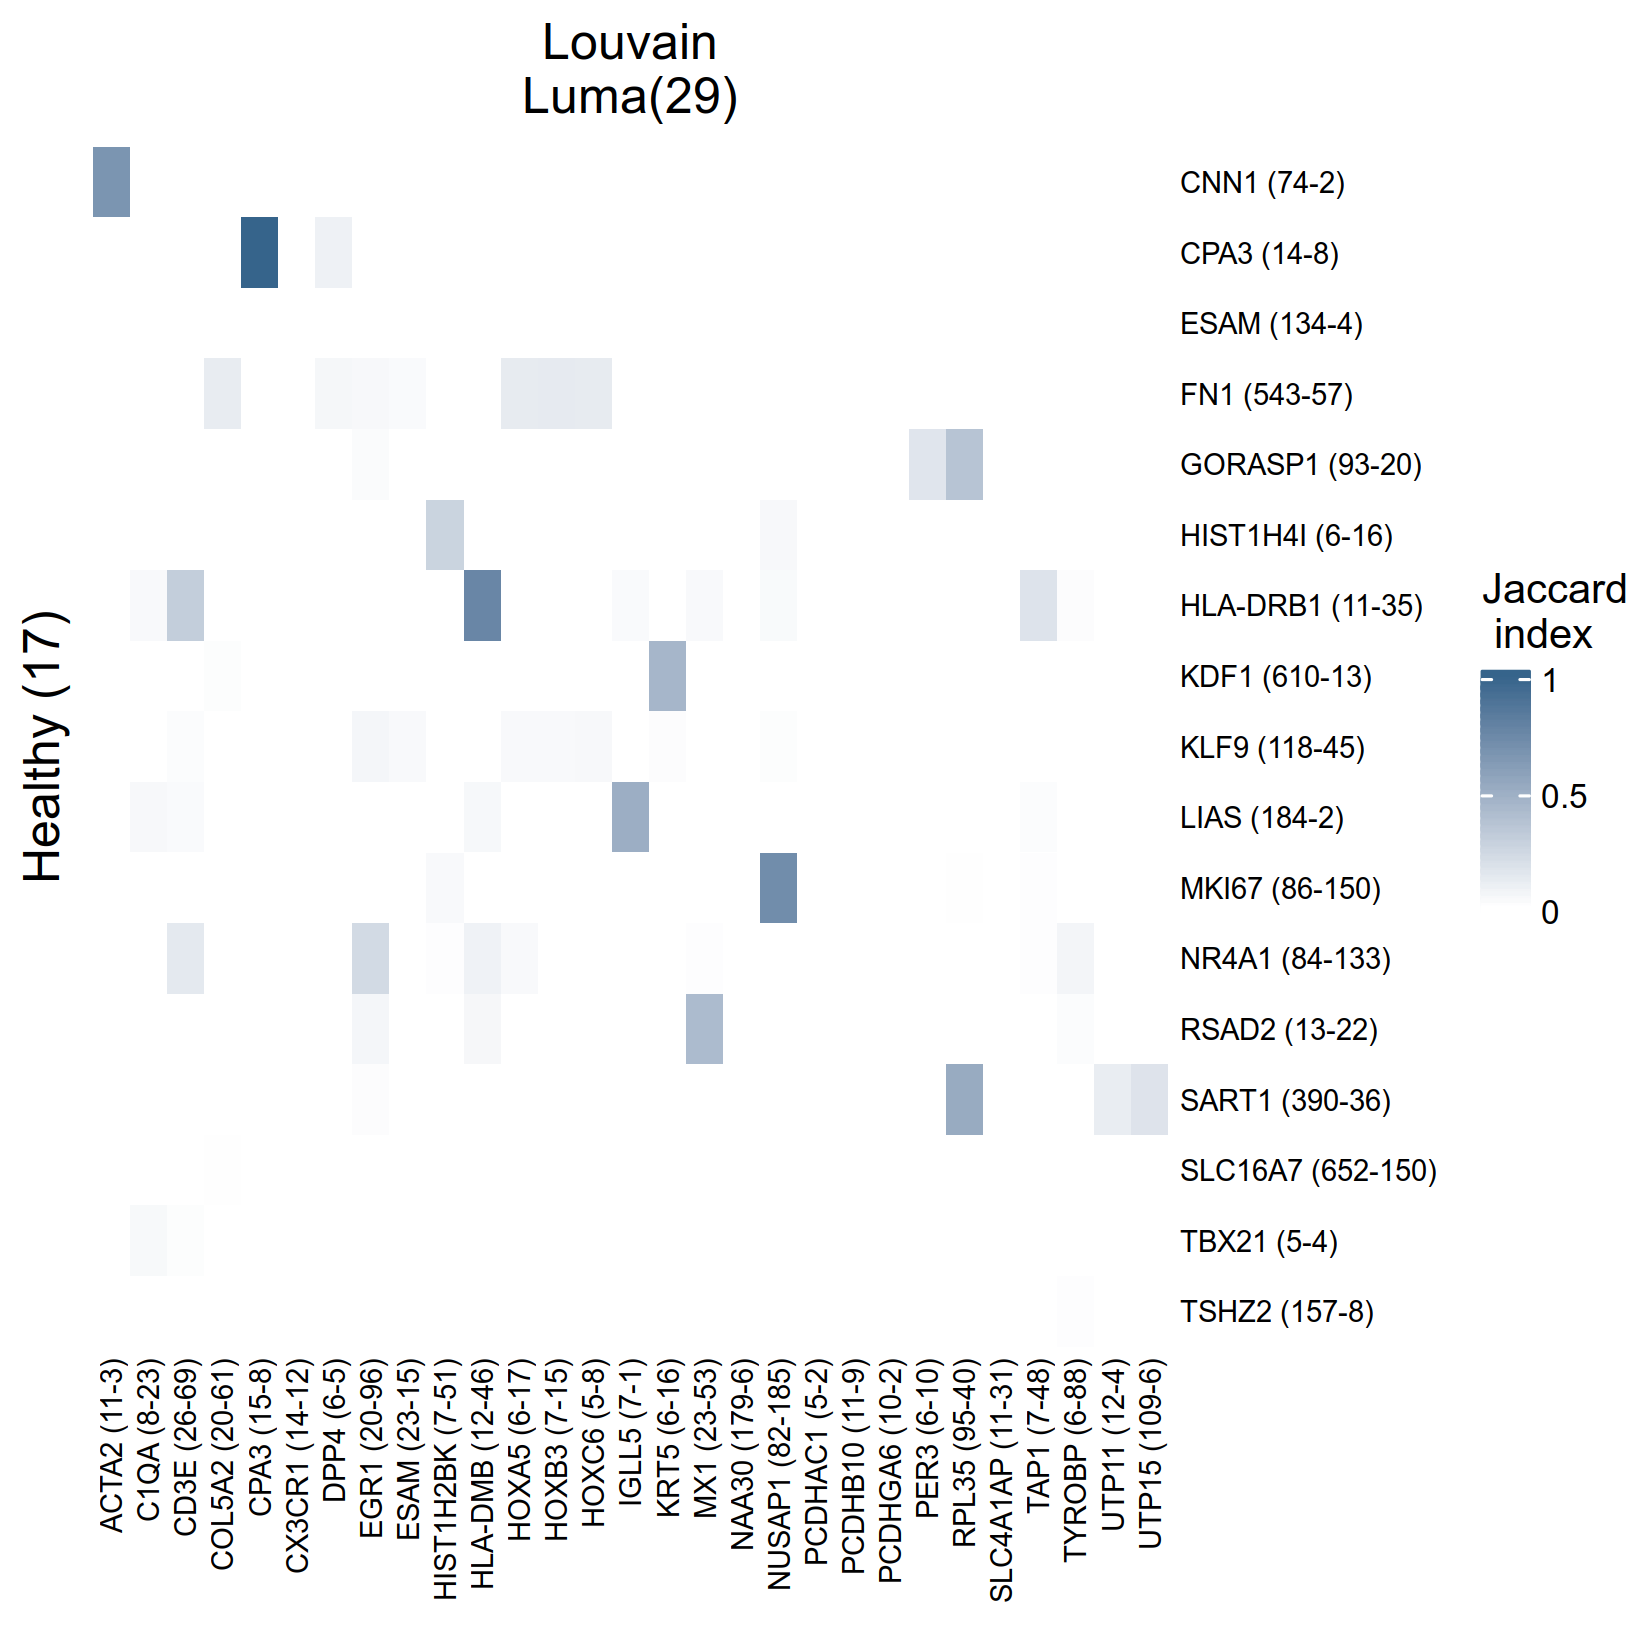 Louvain
Luma(29)
CNN1 (74-2)
CPA3 (14-8)
ESAM (134-4)
FN1 (543-57)
GORASP1 (93-20)
HIST1H4I (6-16)
HLA-DRB1 (11-35)
KDF1 (610-13)
KLF9 (118-45)
LIAS (184-2)
MKI67 (86-150)
NR4A1 (84-133)
RSAD2 (13-22)
SART1 (390-36)
SLC16A7 (652-150)
TBX21 (5-4)
TSHZ2 (157-8)
Healthy (17)
Jaccard
index
1
0.5
0
ACTA2 (11-3)
C1QA (8-23)
CD3E (26-69)
COL5A2 (20-61)
CPA3 (15-8)
CX3CR1 (14-12)
DPP4 (6-5)
EGR1 (20-96)
ESAM (23-15)
HIST1H2BK (7-51)
HLA-DMB (12-46)
HOXA5 (6-17)
HOXB3 (7-15)
HOXC6 (5-8)
IGLL5 (7-1)
KRT5 (6-16)
MX1 (23-53)
NAA30 (179-6)
NUSAP1 (82-185)
PCDHAC1 (5-2)
PCDHB10 (11-9)
PCDHGA6 (10-2)
PER3 (6-10)
RPL35 (95-40)
SLC4A1AP (11-31)
TAP1 (7-48)
TYROBP (6-88)
UTP11 (12-4)
UTP15 (109-6)